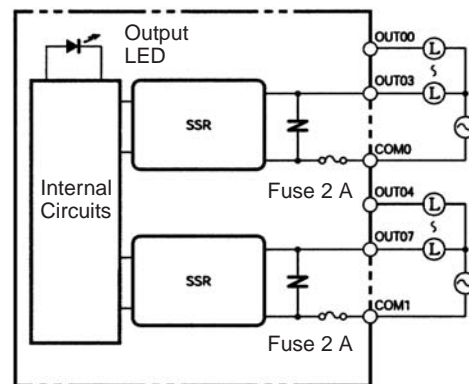 Output
LED
OUT00
L
OUT03
L
SSR
COM0
Internal
Circuits
Fuse 2 A
OUT04
L
OUT07
L
SSR
COM1
Fuse 2 A